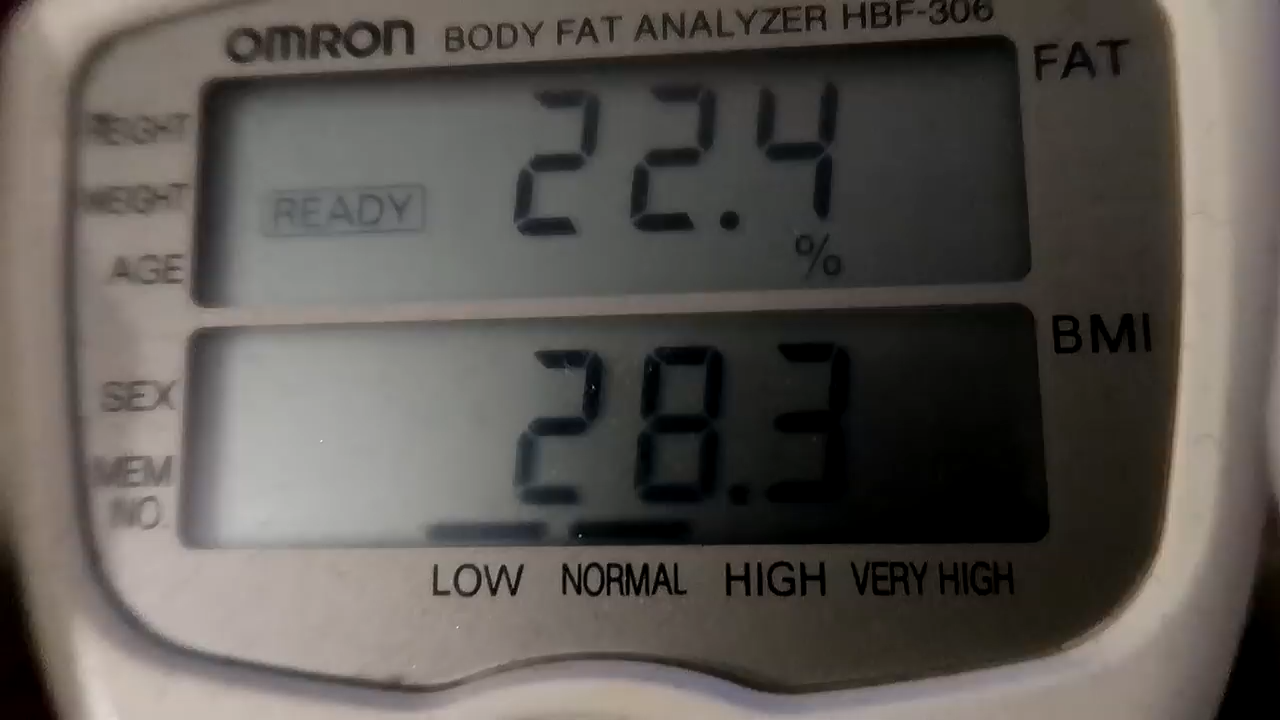 OMRON BODY FAT ANALYZER HBF-306
FAT
HEIGHT
WEIGHT
AGE
READY
22.4
%
BMI
SEX
MEM
NO.
28.3
LOW NORMAL HIGH VERY HIGH